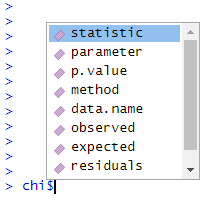 >
> statistic
> parameter
> p.value
> method
> data.name
> observed
> expected
> residuals
> chi$